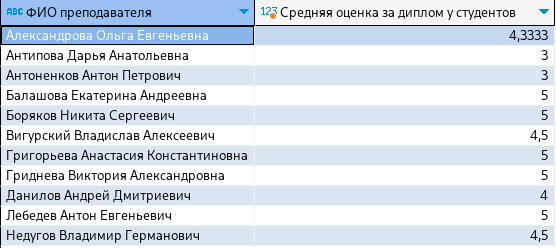 ABC ФИО преподавателя 123 Средняя оценка за диплом у студентов
Александрова Ольга Евгеньевна 4,3333
Антипова Дарья Анатольевна 3
Антоненков Антон Петрович 3
Балашова Екатерина Андреевна 5
Боряков Никита Сергеевич 5
Вигурский Владислав Алексеевич 4,5
Григорьева Анастасия Константиновна 5
Гриднева Виктория Александровна 5
Данилов Андрей Дмитриевич 4
Лебедев Антон Евгеньевич 5
Недугов Владимир Германович 4,5